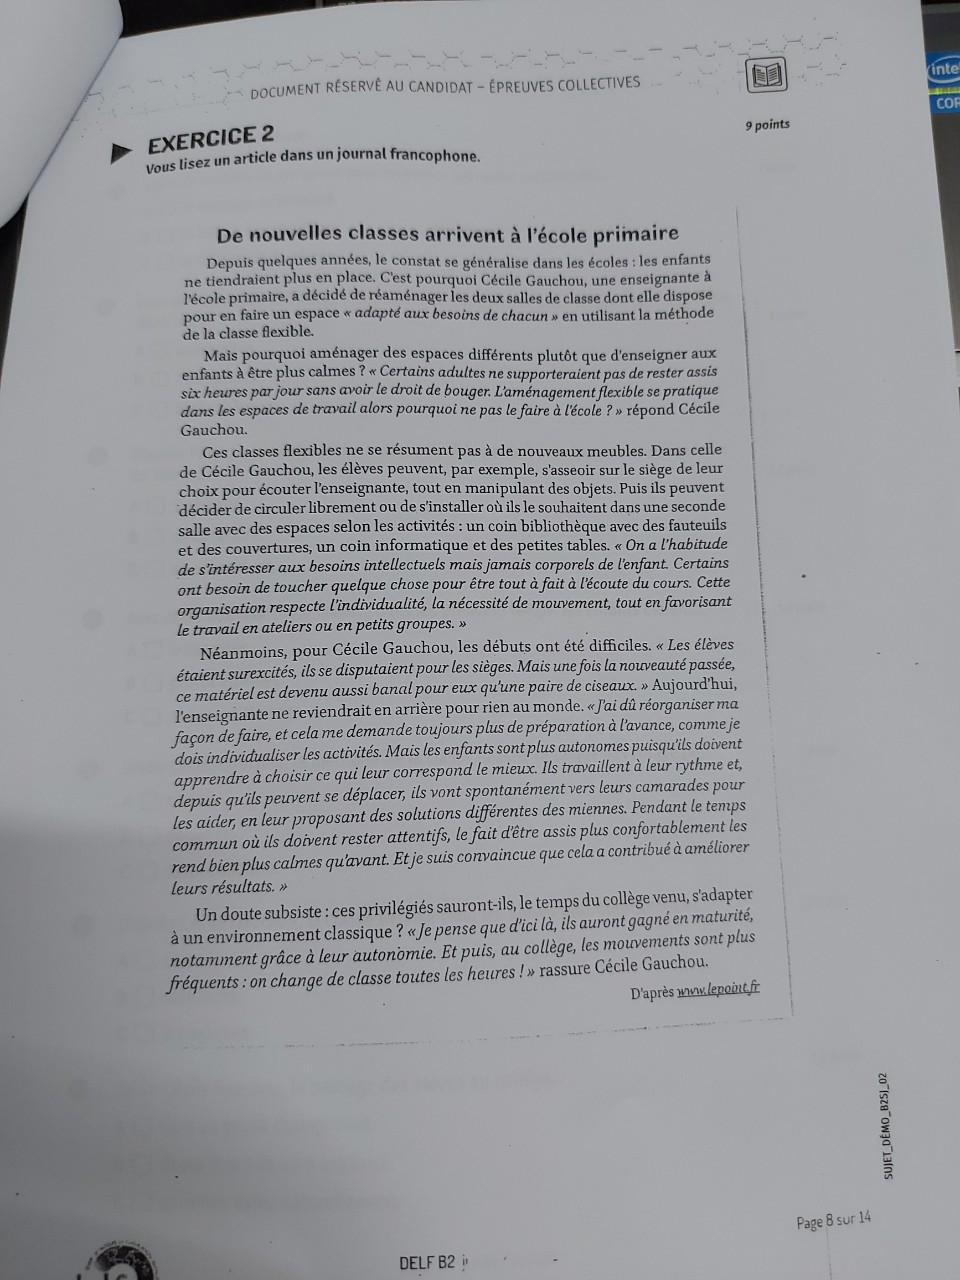 DOCUMENT RÉSERVÉ AU CANDIDAT – ÉPREUVES COLLECTIVES
EXERCICE 2
9 points
Vous lisez un article dans un journal francophone.
De nouvelles classes arrivent à l'école primaire
Depuis quelques années, le constat se généralise dans les écoles : les enfants
ne tiendraient plus en place. C'est pourquoi Cécile Gauchou, une enseignante à
l'école primaire, a décidé de réaménager les deux salles de classe dont elle dispose
pour en faire un espace « adapté aux besoins de chacun » en utilisant la méthode
de la classe flexible.
Mais pourquoi aménager des espaces différents plutôt que d'enseigner aux
enfants à être plus calmes ? « Certains adultes ne supporteraient pas de rester assis
six heures par jour sans avoir le droit de bouger. L'aménagement flexible se pratique
dans les espaces de travail alors pourquoi ne pas le faire à l'école ? » répond Cécile
Gauchou.
Ces classes flexibles ne se résument pas à de nouveaux meubles. Dans celle
de Cécile Gauchou, les élèves peuvent, par exemple, s'asseoir sur le siège de leur
choix pour écouter l'enseignante, tout en manipulant des objets. Puis ils peuvent
décider de circuler librement ou de s'installer où ils le souhaitent dans une seconde
salle avec des espaces selon les activités : un coin bibliothèque avec des fauteuils
et des couvertures, un coin informatique et des petites tables. « On a l'habitude
de s'intéresser aux besoins intellectuels mais jamais corporels de l'enfant. Certains
ont besoin de toucher quelque chose pour être tout à fait à l'écoute du cours. Cette
organisation respecte l'individualité, la nécessité de mouvement, tout en favorisant
le travail en ateliers ou en petits groupes. »
Néanmoins, pour Cécile Gauchou, les débuts ont été difficiles. « Les élèves
étaient surexcités, ils se disputaient pour les sièges. Mais une fois la nouveauté passée,
ce matériel est devenu aussi banal pour eux qu'une paire de ciseaux. » Aujourd'hui,
l'enseignante ne reviendrait en arrière pour rien au monde. « J'ai dû réorganiser ma
façon de faire, et cela me demande toujours plus de préparation à l'avance, comme je
dois individualiser les activités. Mais les enfants sont plus autonomes puisqu'ils doivent
apprendre à choisir ce qui leur correspond le mieux. Ils travaillent à leur rythme et,
depuis qu'ils peuvent se déplacer, ils vont spontanément vers leurs camarades pour
les aider, en leur proposant des solutions différentes des miennes. Pendant le temps
commun où ils doivent rester attentifs, le fait d'être assis plus confortablement les
rend bien plus calmes qu'avant. Et je suis convaincue que cela a contribué à améliorer
leurs résultats. »
Un doute subsiste : ces privilégiés sauront-ils, le temps du collège venu, s'adapter
à un environnement classique ? « Je pense que d'ici là, ils auront gagné en maturité,
notamment grâce à leur autonomie. Et puis, au collège, les mouvements sont plus
fréquents : on change de classe toutes les heures ! » rassure Cécile Gauchou.
D'après www.lepoint.fr
SUJET_DÉMO_B2SJ_02
Page 8 sur 14
DELF B2